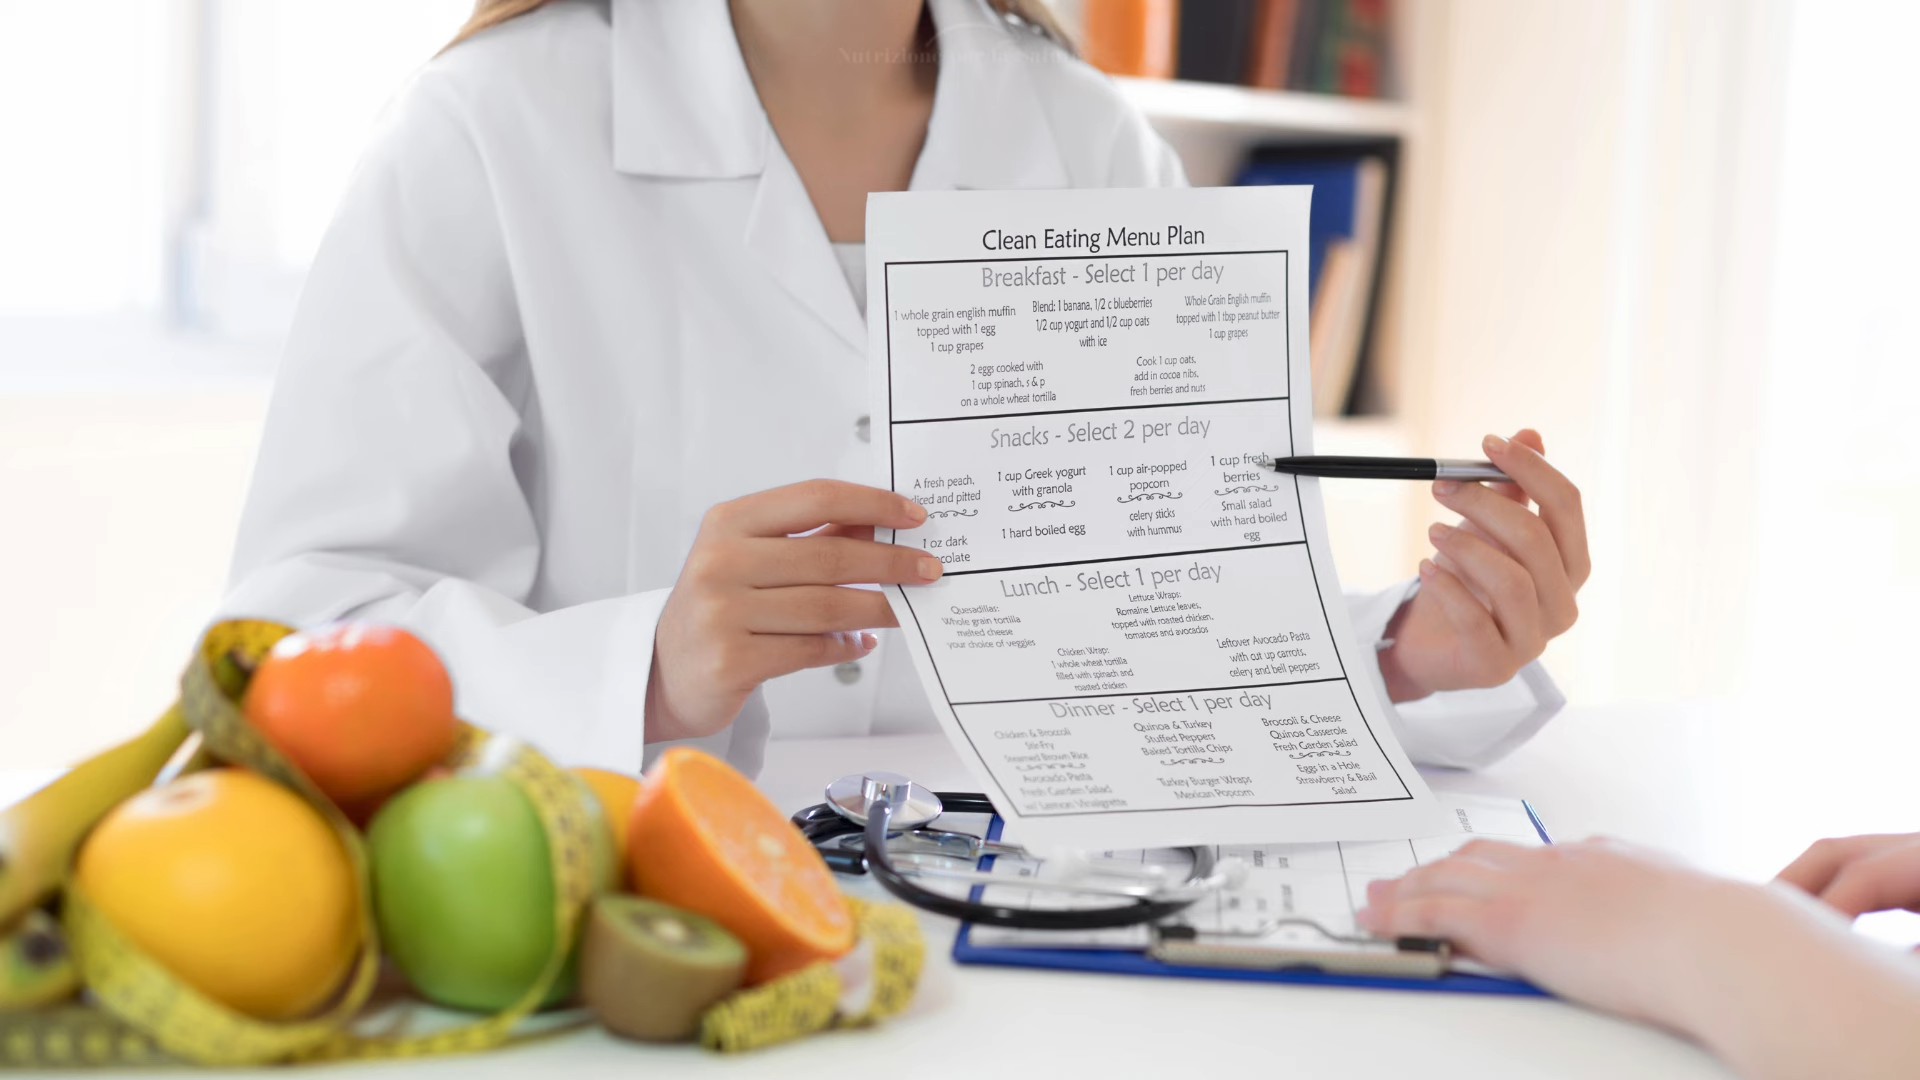 Nutrizione
Clean Eating Menu Plan
Breakfast - Select 1 per day
1 whole grain english muffin
topped with 1 egg
1 cup grapes
Blend: 1 banana, 1/2 c blueberries
1/2 cup yogurt and 1/2 cup oats
with ice
Whole Grain English muffin
topped with 1 tbsp peanut butter
1 cup grapes
2 eggs cooked with
1 cup spinach, s & p
on a whole wheat tortilla
Cook 1 cup oats,
add in cocoa nibs,
fresh berries and nuts
Snacks - Select 2 per day
A fresh peach,
sliced and pitted
1 oz dark
1 cup Greek yogurt
with granola
1 hard boiled egg
1 cup air-popped
popcorn
celery sticks
with hummus
1 cup fresh
berries
Small salad
with hard boiled
egg
Lunch - Select 1 per day
Quesadillas:
Whole grain tortilla
melted cheese
your choice of veggies
Chicken Wrap:
1 whole wheat tortilla
filled with spinach and
roasted chicken
Lettuce Wraps:
Romaine Lettuce leaves,
topped with roasted chicken,
tomatoes and avocados
Leftover Avocado Pasta
with cut up carrots,
celery and bell peppers
Dinner - Select 1 per day
Chicken & Broccoli
Stir-Fry
Steamed Brown Rice
Avocado Pasta
Fresh Garden Salad
w/ Lemon Vinaigrette
Quinoa & Turkey
Stuffed Peppers
Baked Tortilla Chips
Turkey Burger Wraps
Mexican Popcorn
Broccoli & Cheese
Quinoa Casserole
Fresh Garden Salad
Eggs in a Hole
Strawberry & Basil
Salad